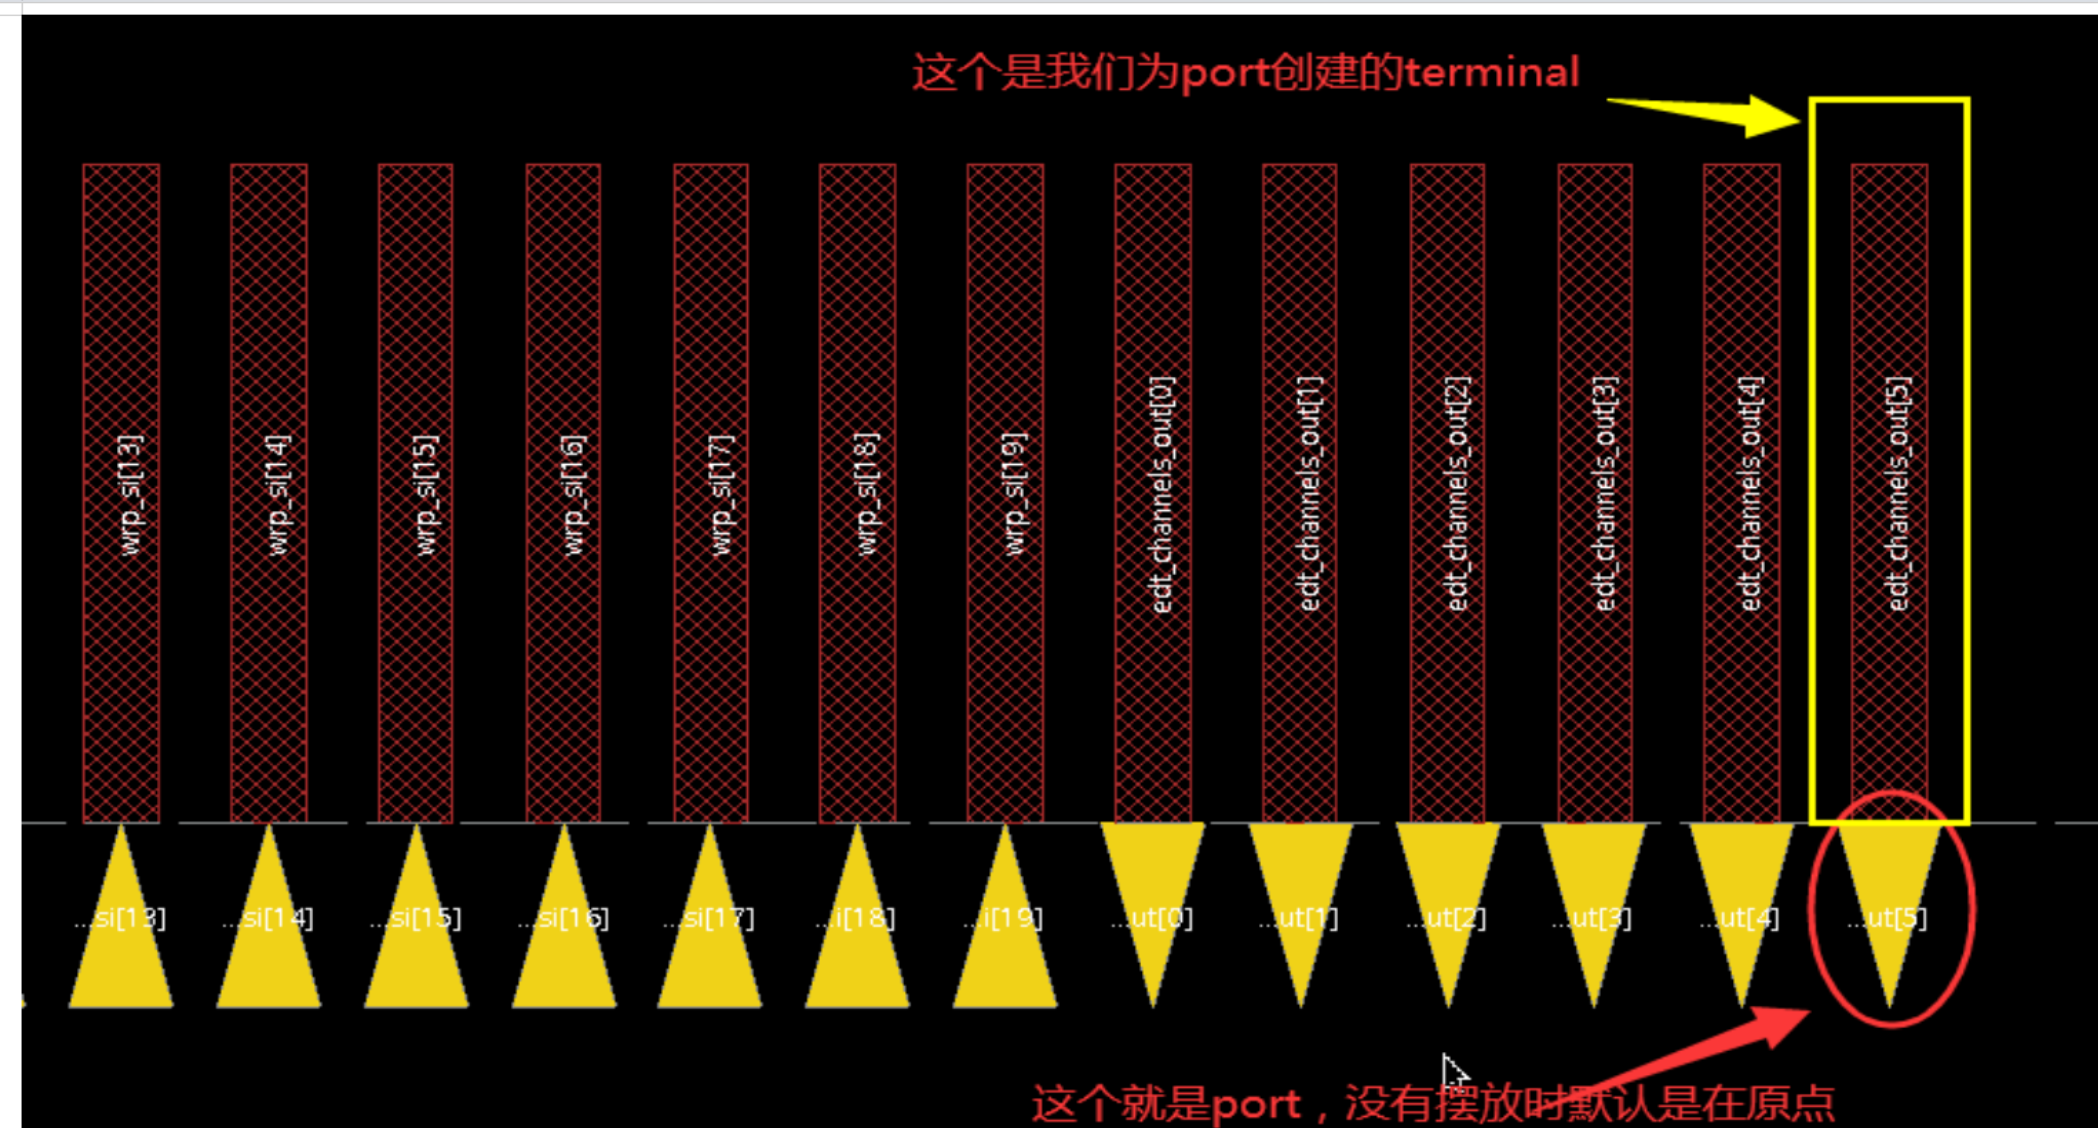 这个是我们为port创建的terminal
wrp_si[13]
wrp_si[14]
wrp_si[15]
wrp_si[16]
wrp_si[17]
wrp_si[18]
wrp_si[19]
edt_channels_out[0]
edt_channels_out[1]
edt_channels_out[2]
edt_channels_out[3]
edt_channels_out[4]
edt_channels_out[5]
...si[13]
...si[14]
...si[15]
...si[16]
...si[17]
...i[18]
...i[19]
...ut[0]
...ut[1]
...ut[2]
...ut[3]
...ut[4]
...ut[5]
这个就是port，没有摆放时默认是在原点